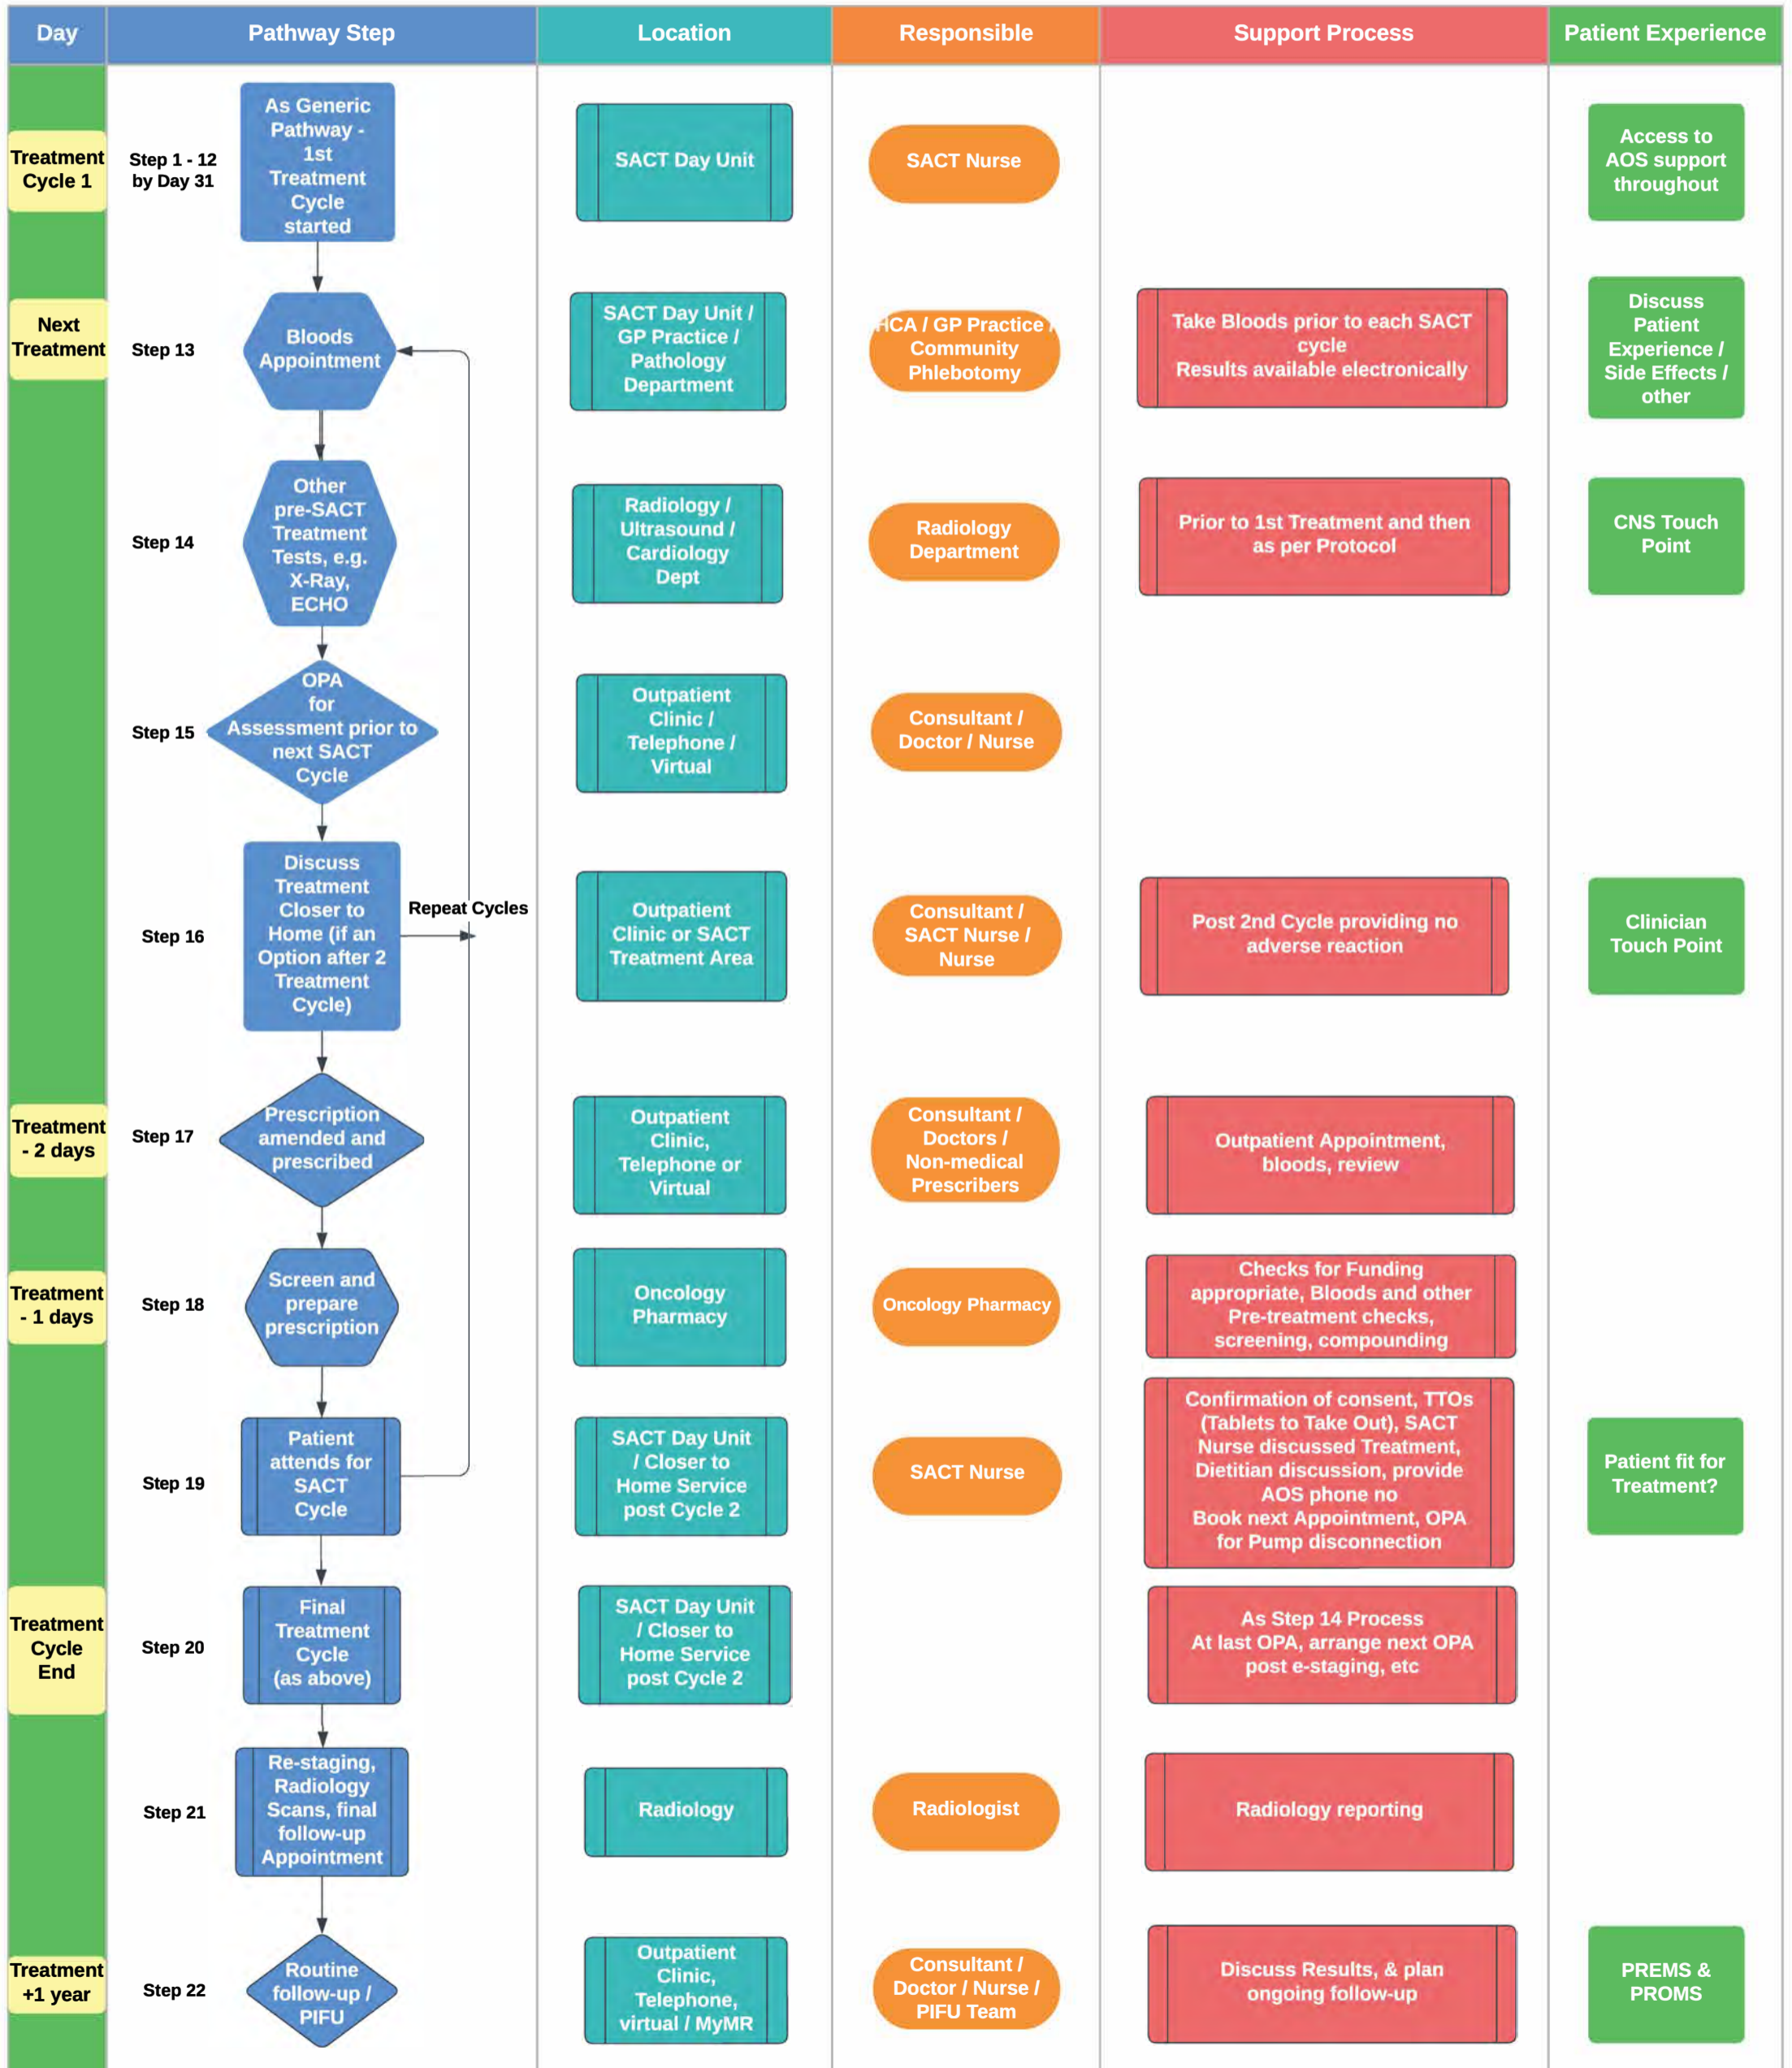 Day
Pathway Step
Location
Responsible
Support Process
Patient Experience
Treatment
Cycle 1
Step 1 - 12
by Day 31
As Generic
Pathway -
1st
Treatment
Cycle
started
SACT Day Unit
SACT Nurse
Access to
AOS support
throughout
Next
Treatment
Step 13
Bloods
Appointment
SACT Day Unit /
GP Practice /
Pathology
Department
HCA / GP Practice /
Community
Phlebotomy
Take Bloods prior to each SACT
cycle
Results available electronically
Discuss
Patient
Experience /
Side Effects /
other
Step 14
Other
pre-SACT
Treatment
Tests, e.g.
X-Ray,
ECHO
Radiology /
Ultrasound /
Cardiology
Dept
Radiology
Department
Prior to 1st Treatment and then
as per Protocol
CNS Touch
Point
Step 15
OPA
for
Assessment prior to
next SACT
Cycle
Outpatient
Clinic /
Telephone /
Virtual
Consultant /
Doctor / Nurse
Step 16
Discuss
Treatment
Closer to
Home (if an
Option after 2
Treatment
Cycle)
Repeat Cycles
Outpatient
Clinic or SACT
Treatment Area
Consultant /
SACT Nurse /
Nurse
Post 2nd Cycle providing no
adverse reaction
Clinician
Touch Point
Treatment
- 2 days
Step 17
Prescription
amended and
prescribed
Outpatient
Clinic,
Telephone or
Virtual
Consultant /
Doctors /
Non-medical
Prescribers
Outpatient Appointment,
bloods, review
Treatment
- 1 days
Step 18
Screen and
prepare
prescription
Oncology
Pharmacy
Oncology Pharmacy
Checks for Funding
appropriate, Bloods and other
Pre-treatment checks,
screening, compounding
Step 19
Patient
attends for
SACT
Cycle
SACT Day Unit
/ Closer to
Home Service
post Cycle 2
SACT Nurse
Confirmation of consent, TTOs
(Tablets to Take Out), SACT
Nurse discussed Treatment,
Dietitian discussion, provide
AOS phone no
Book next Appointment, OPA
for Pump disconnection
Patient fit for
Treatment?
Treatment
Cycle
End
Step 20
Final
Treatment
Cycle
(as above)
SACT Day Unit
/ Closer to
Home Service
post Cycle 2
As Step 14 Process
At last OPA, arrange next OPA
post e-staging, etc
Step 21
Re-staging,
Radiology
Scans, final
follow-up
Appointment
Radiology
Radiologist
Radiology reporting
Treatment
+1 year
Step 22
Routine
follow-up /
PIFU
Outpatient
Clinic,
Telephone,
virtual / MyMR
Consultant /
Doctor / Nurse /
PIFU Team
Discuss Results, & plan
ongoing follow-up
PREMS &
PROMS